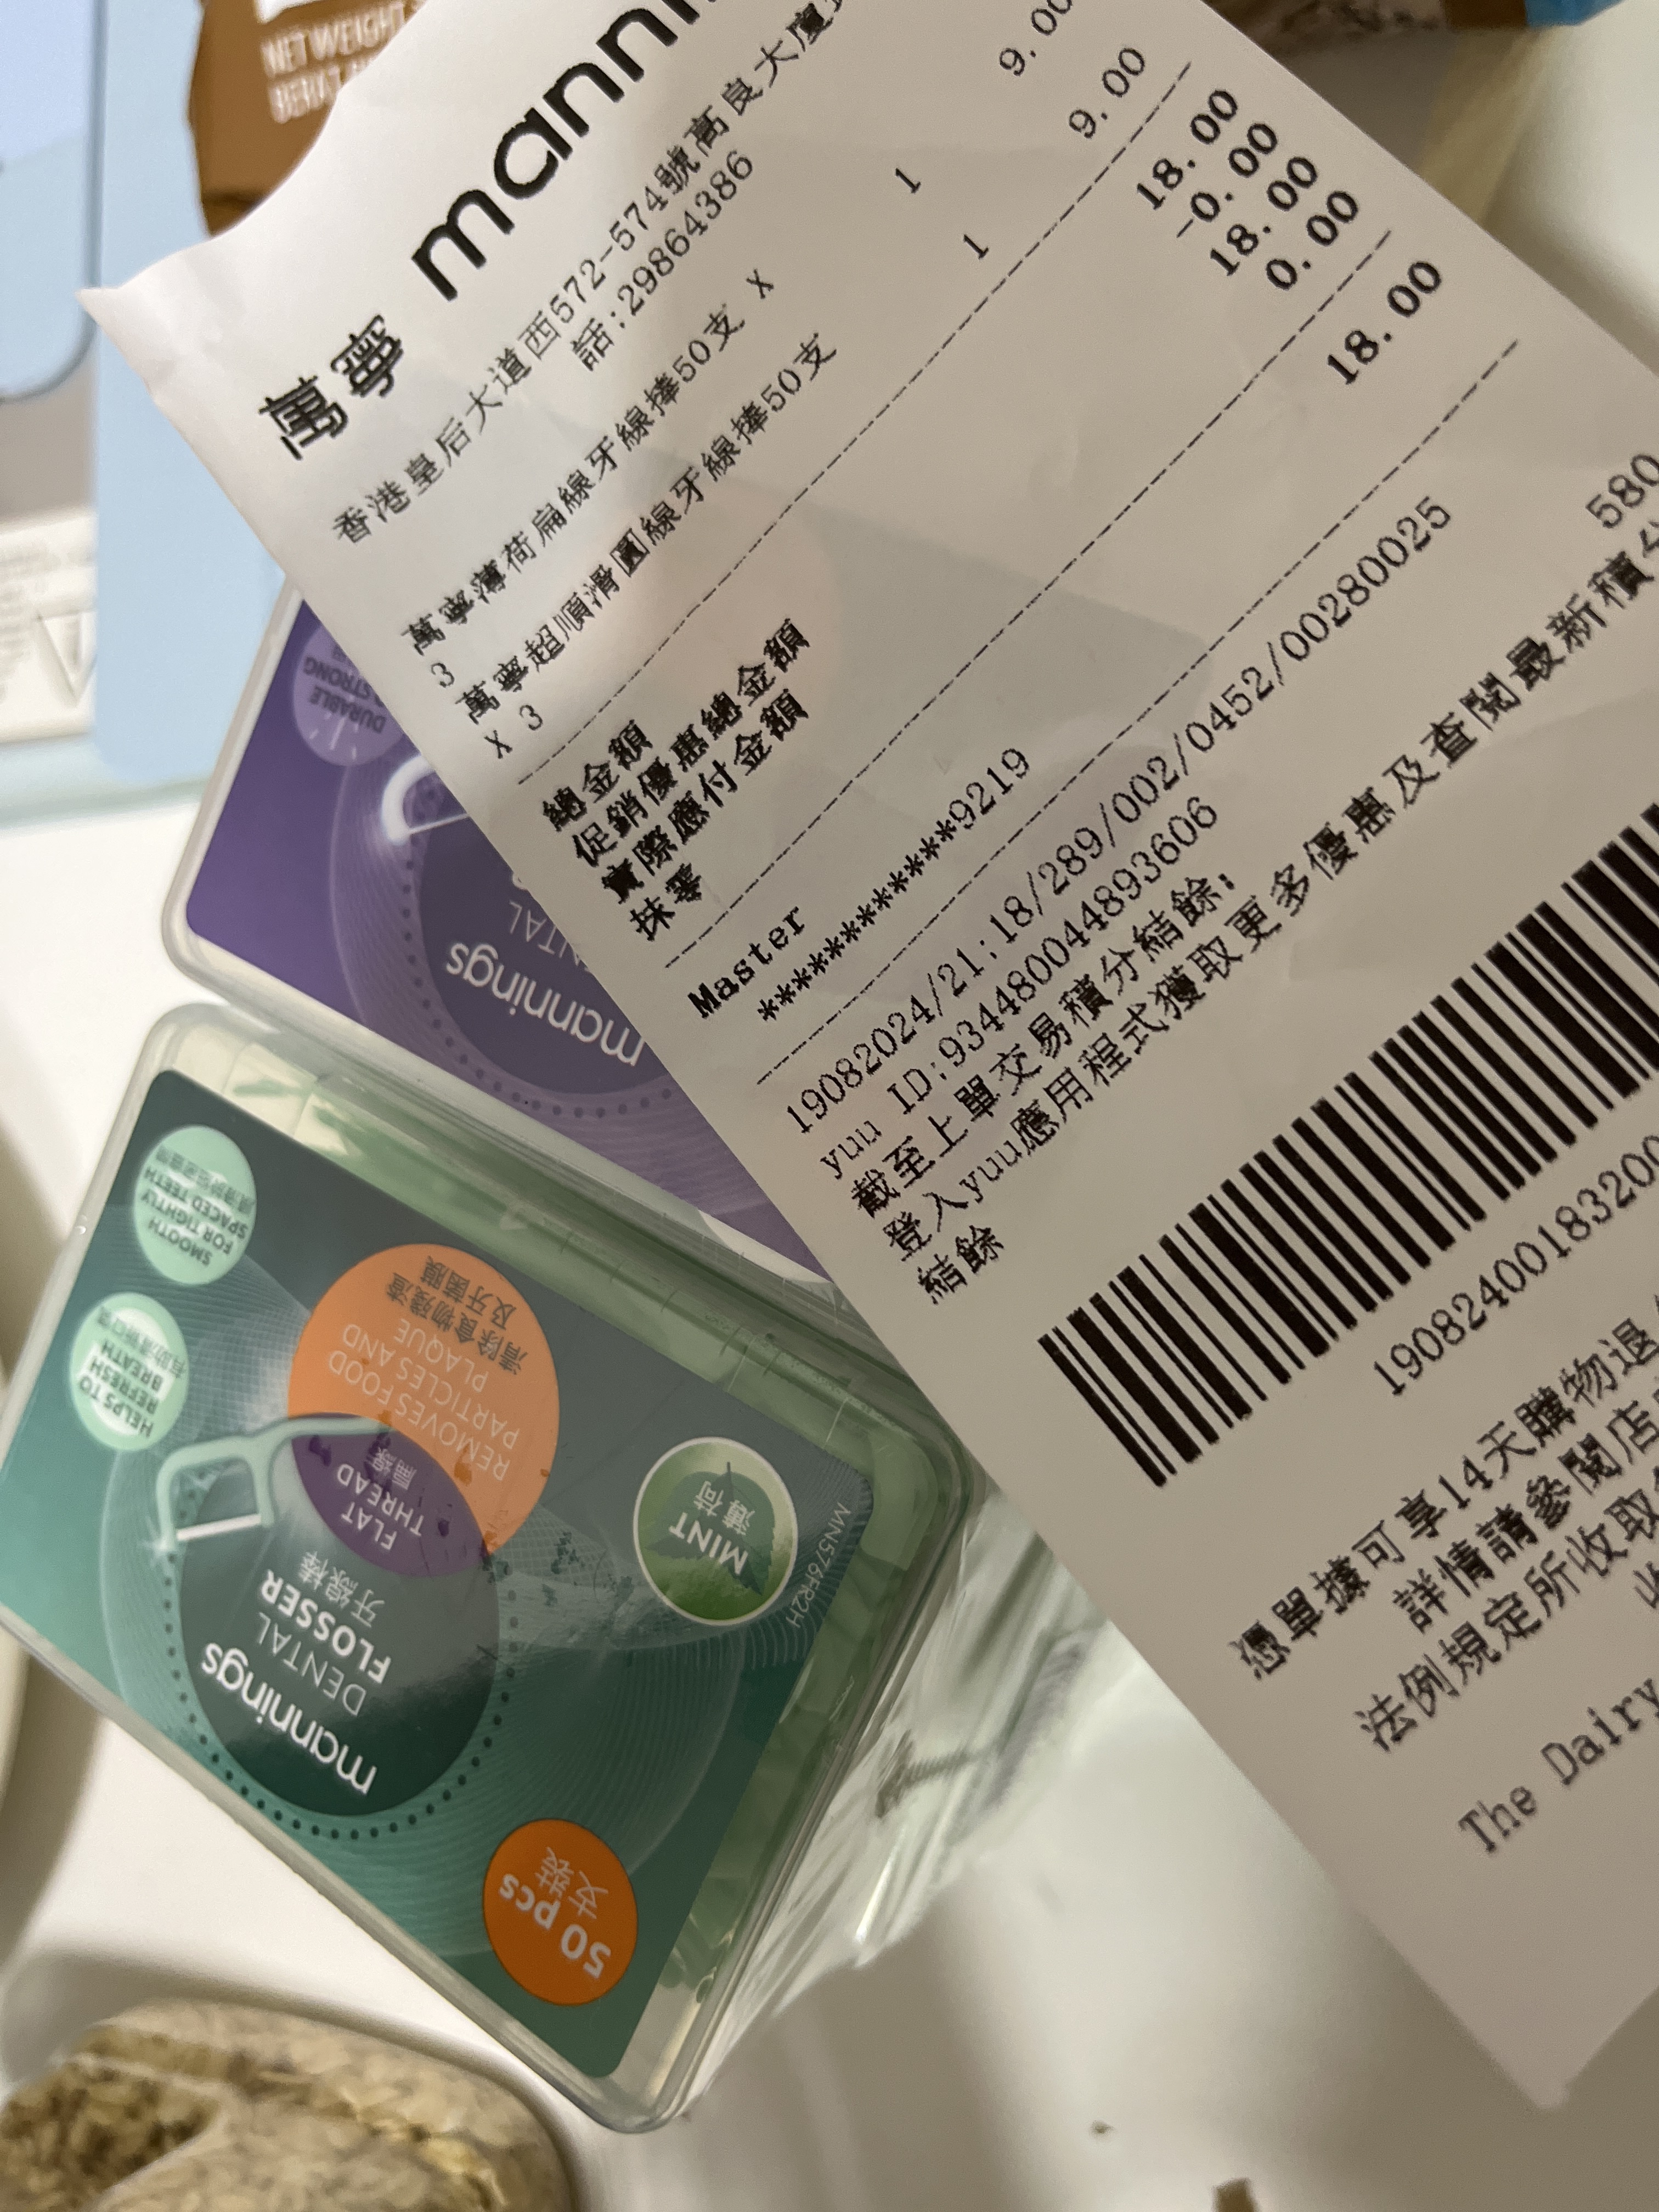 NET WEIGHT
萬寧 mannin
香港皇后大道西572-574號高良大廈
話:29864386
萬寧薄荷扁線牙線捧50支 x 1 9.00
3
萬寧超順滑圓線牙線捧50支 1 9.00
x 3
總金額 18.00
促銷優惠總金額 -0.00
實際應付金額 18.00
抹零 0.00
Master 18.00
************9219
19082024/21:18/289/002/0452/00280025
yuu ID:9344800448893606
截至上單交易積分結餘: 580
登入yuu應用程式獲取更多優惠及查閱最新積分
結餘
1908240018320
憑單據可享14天購物退
詳情請參閱店
法例規定所收取
The Dairy
DURABLE
STRONG
mannings
mannings
DENTAL
FLOSSER
牙線棒
FLAT
THREAD
扁線
REMOVES FOOD
PARTICLES AND
PLAQUE
清除食物殘渣
及牙菌膜
HELPS TO
REFRESH
BREATH
SMOOTH
FOR TIGHTLY
SPACED TEETH
MINT
薄荷
MN576FR2H
50 pcs
支裝